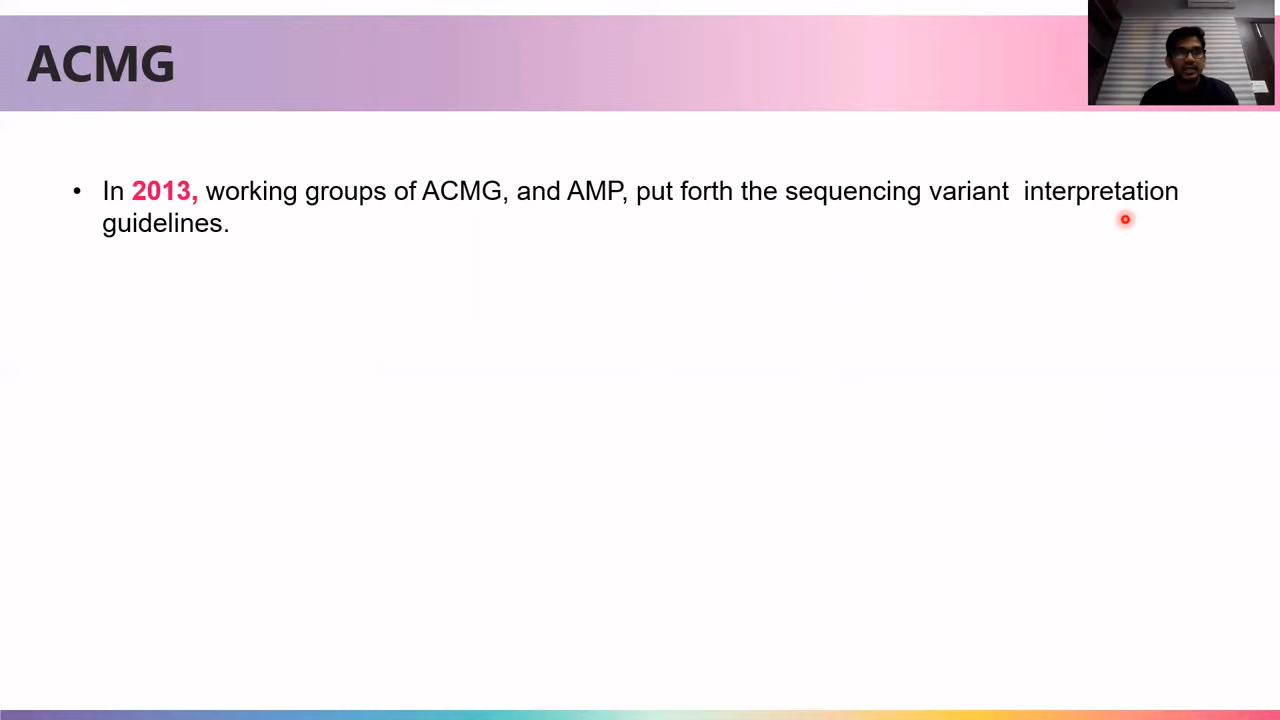 ACMG
• In 2013, working groups of ACMG, and AMP, put forth the sequencing variant  interpretation
guidelines.